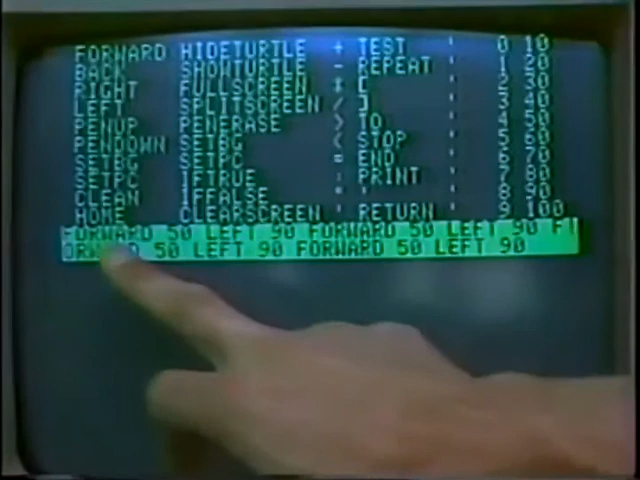 FORWARD HIDETURTLE + TEST ' 0 10
BACK SHOWTURTLE - REPEAT ' 1 20
RIGHT FULLSCREEN * [ ' 2 30
LEFT SPLITSCREEN / ] ' 3 40
PENUP PENERASE > TO ' 4 50
PENDOWN SETBG < STOP ' 5 60
SETBG SETPC = END ' 6 70
SETPC IFTRUE : PRINT ' 7 80
CLEAN IFFALSE " ' ' 8 90
HOME CLEARSCREEN ' RETURN ' 9 100
FORWARD 50 LEFT 90 FORWARD 50 LEFT 90 F
ORWARD 50 LEFT 90 FORWARD 50 LEFT 90